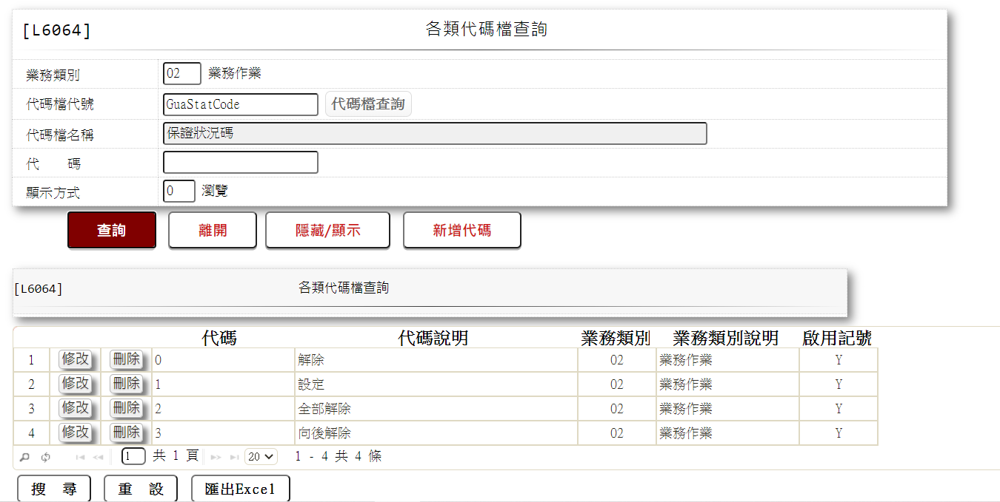 [L6064] 各類代碼檔查詢
業務類別 02 業務作業
代碼檔代號 GuaStatCode 代碼檔查詢
代碼檔名稱 保證狀況碼
代 碼
顯示方式 0 瀏覽
查詢 離開 隱藏/顯示 新增代碼
[L6064] 各類代碼檔查詢
代碼 代碼說明 業務類別 業務類別說明 啟用記號
1 修改 刪除 0 解除 02 業務作業 Y
2 修改 刪除 1 設定 02 業務作業 Y
3 修改 刪除 2 全部解除 02 業務作業 Y
4 修改 刪除 3 向後解除 02 業務作業 Y
1 共 1 頁 20 1 - 4 共 4 條
搜 尋 重 設 匯出Excel